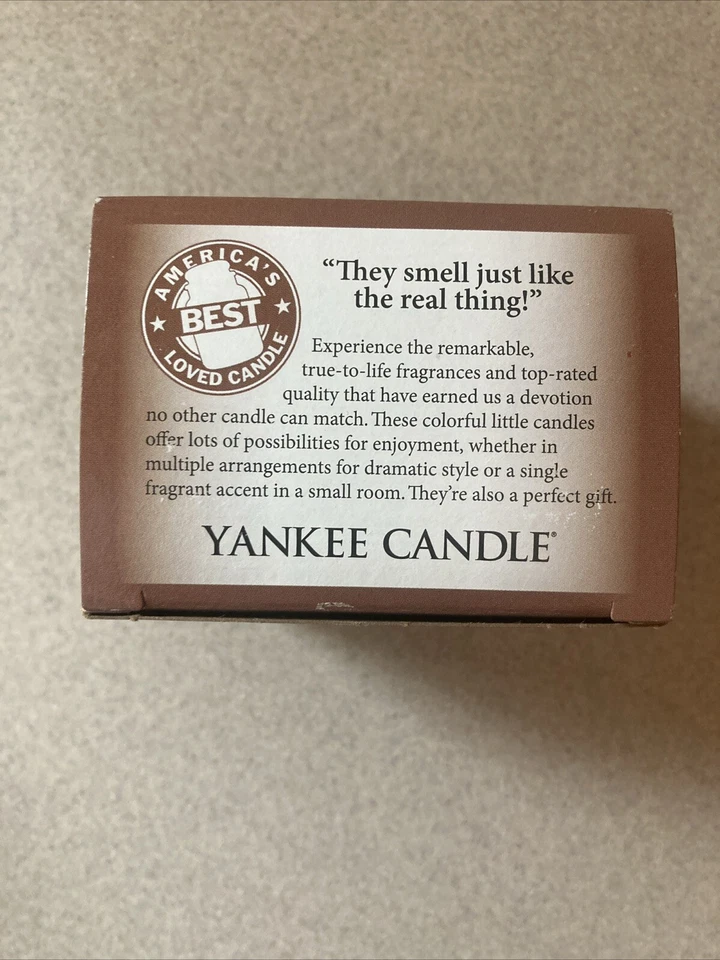 AMERICA'S
BEST
LOVED CANDLE
“They smell just like
the real thing!”
Experience the remarkable,
true-to-life fragrances and top-rated
quality that have earned us a devotion
no other candle can match. These colorful little candles
offer lots of possibilities for enjoyment, whether in
multiple arrangements for dramatic style or a single
fragrant accent in a small room. They’re also a perfect gift.
YANKEE CANDLE®